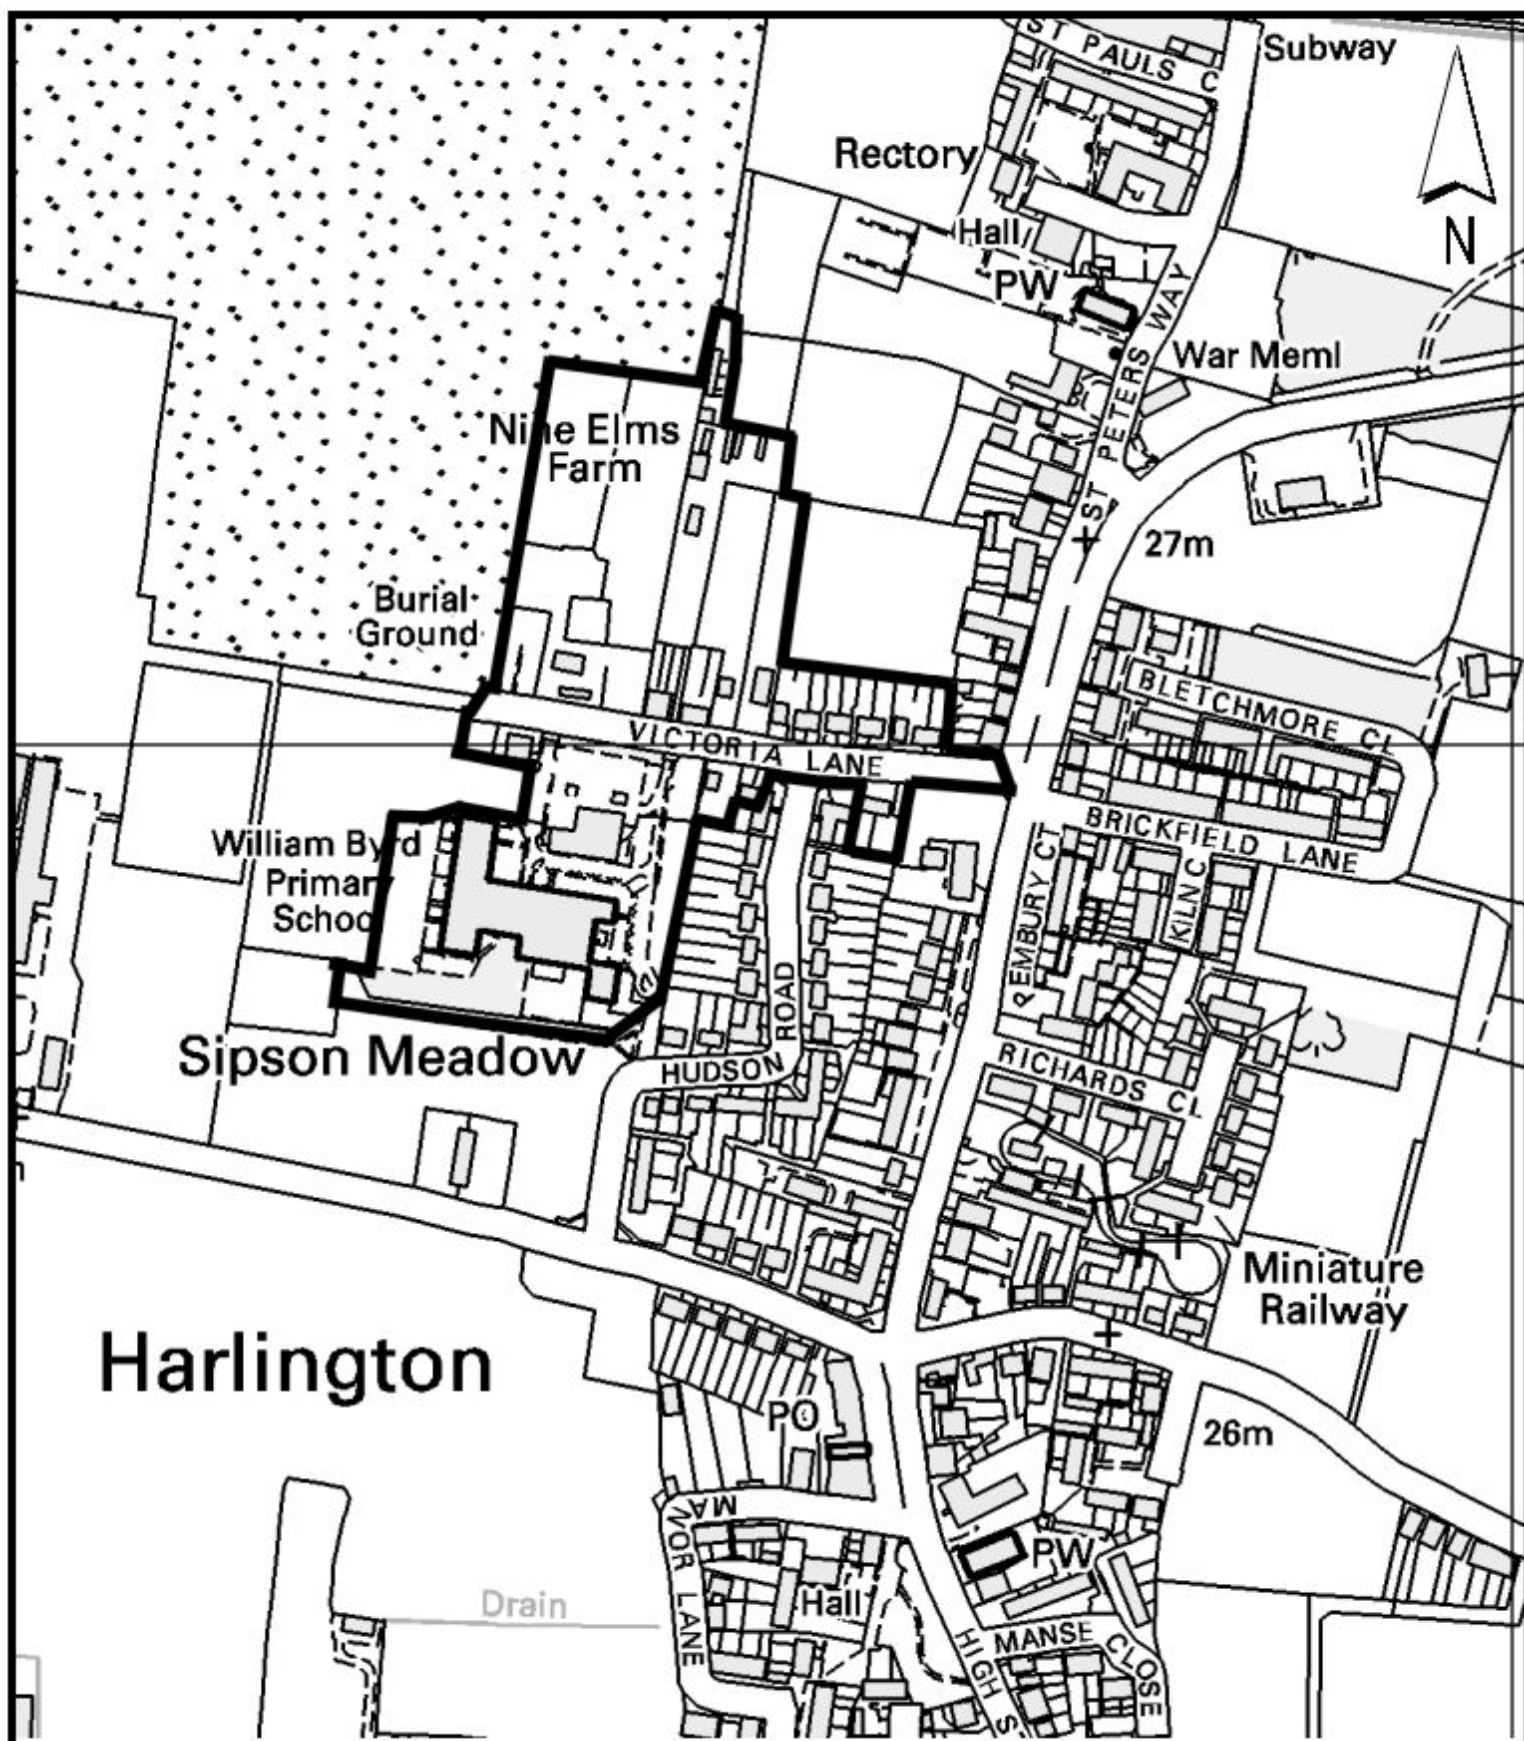 ST PAULS C
Subway
Rectory
N
Hall
PW
ST PETERS WAY
War Meml
Nine Elms
Farm
27m
Burial
Ground
BLETCHMORE CL
VICTORIA LANE
BRICKFIELD LANE
William Byrd
Primary
School
KILN C
PEMBURY CT
ROAD
HUDSON
Sipson Meadow
RICHARDS CL
Miniature
Railway
Harlington
PO
26m
MANOR LANE
PW
Hall
Drain
MANSE CLOSE
HIGH S